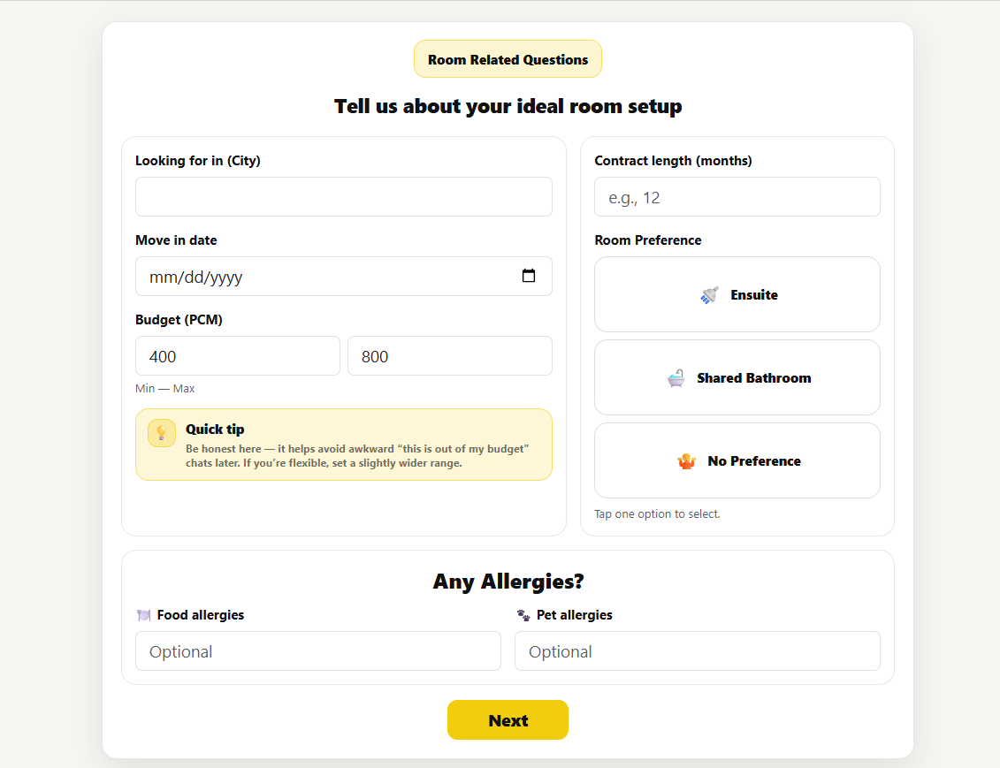 Room Related Questions
Tell us about your ideal room setup
Looking for in (City)
Move in date
mm/dd/yyyy
Budget (PCM)
400
800
Min — Max
Quick tip
Be honest here — it helps avoid awkward “this is out of my budget”
chats later. If you’re flexible, set a slightly wider range.
Contract length (months)
e.g., 12
Room Preference
Ensuite
Shared Bathroom
No Preference
Tap one option to select.
Any Allergies?
Food allergies
Optional
Pet allergies
Optional
Next